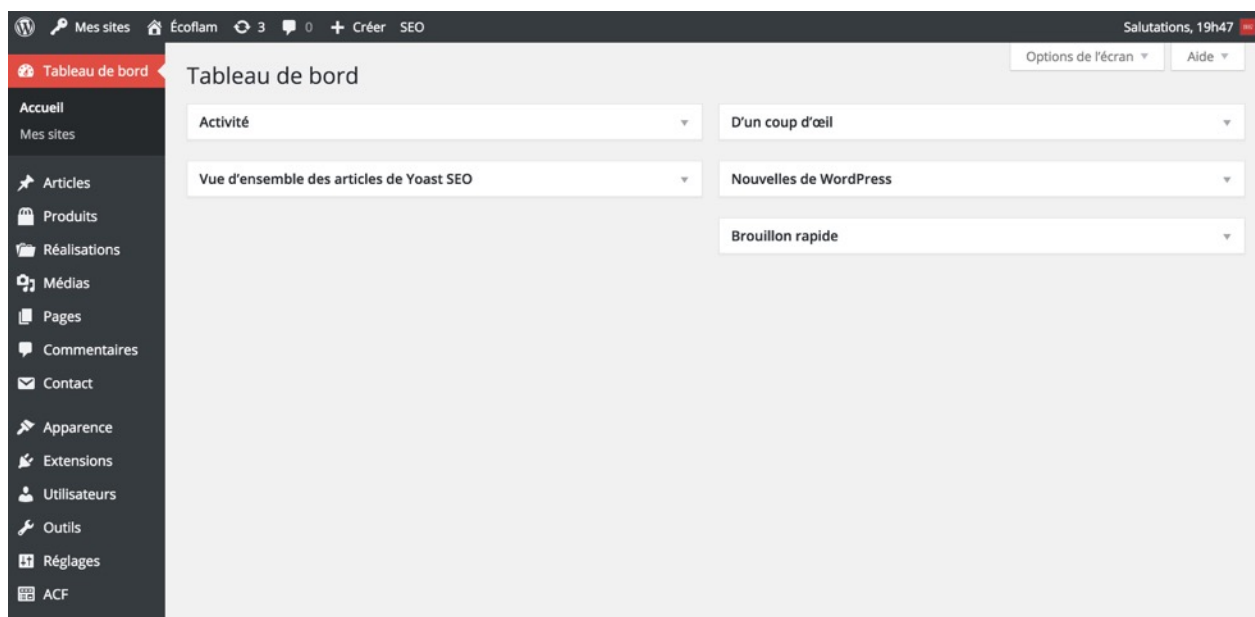 Mes sites Écoflam 3 0 Créer SEO Salutations, 19h47
Options de l'écran Aide
Tableau de bord
Accueil
Mes sites
Articles
Produits
Réalisations
Médias
Pages
Commentaires
Contact
Apparence
Extensions
Utilisateurs
Outils
Réglages
ACF
Tableau de bord
Activité
Vue d'ensemble des articles de Yoast SEO
D'un coup d'œil
Nouvelles de WordPress
Brouillon rapide